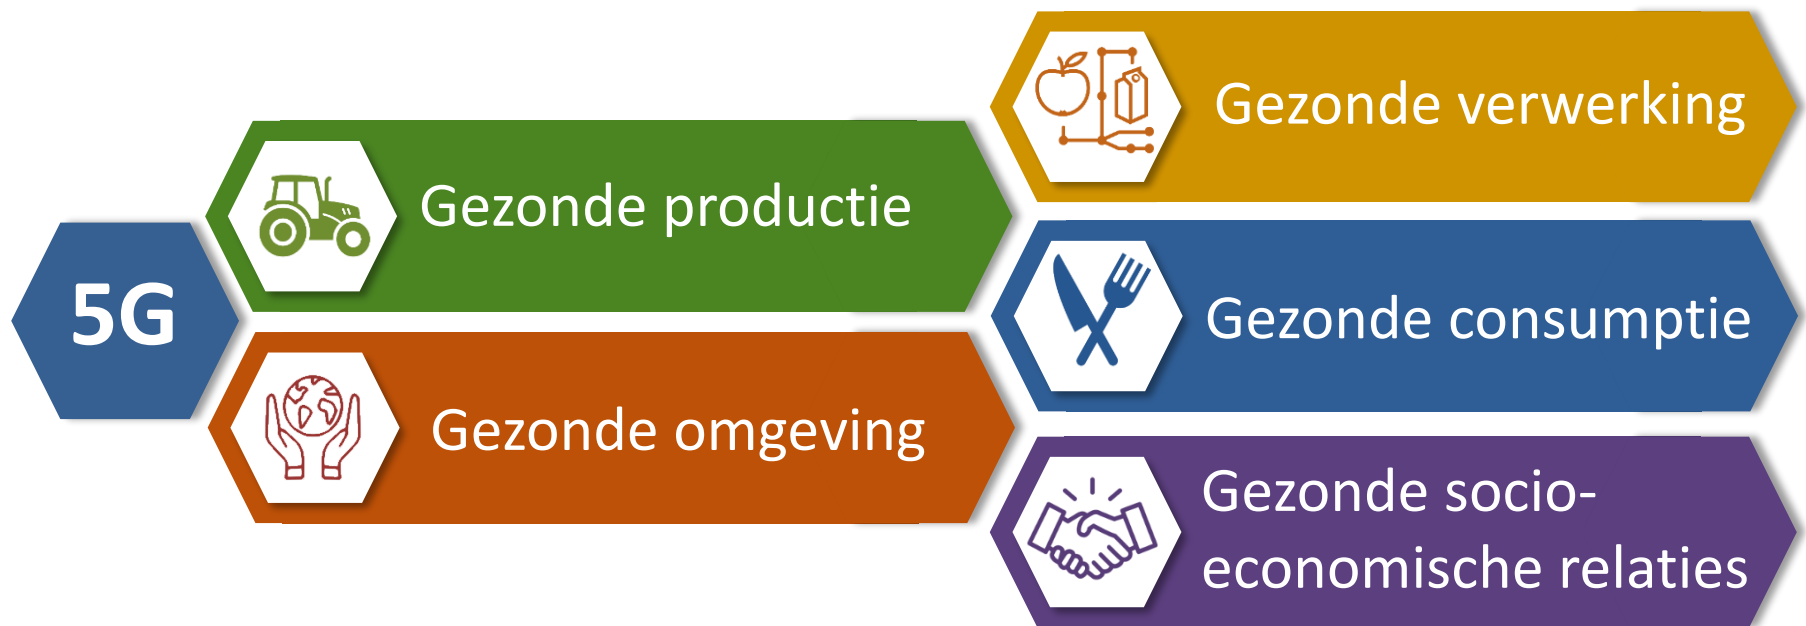 5G
Gezonde productie
Gezonde omgeving
Gezonde verwerking
Gezonde consumptie
Gezonde socio-
economische relaties